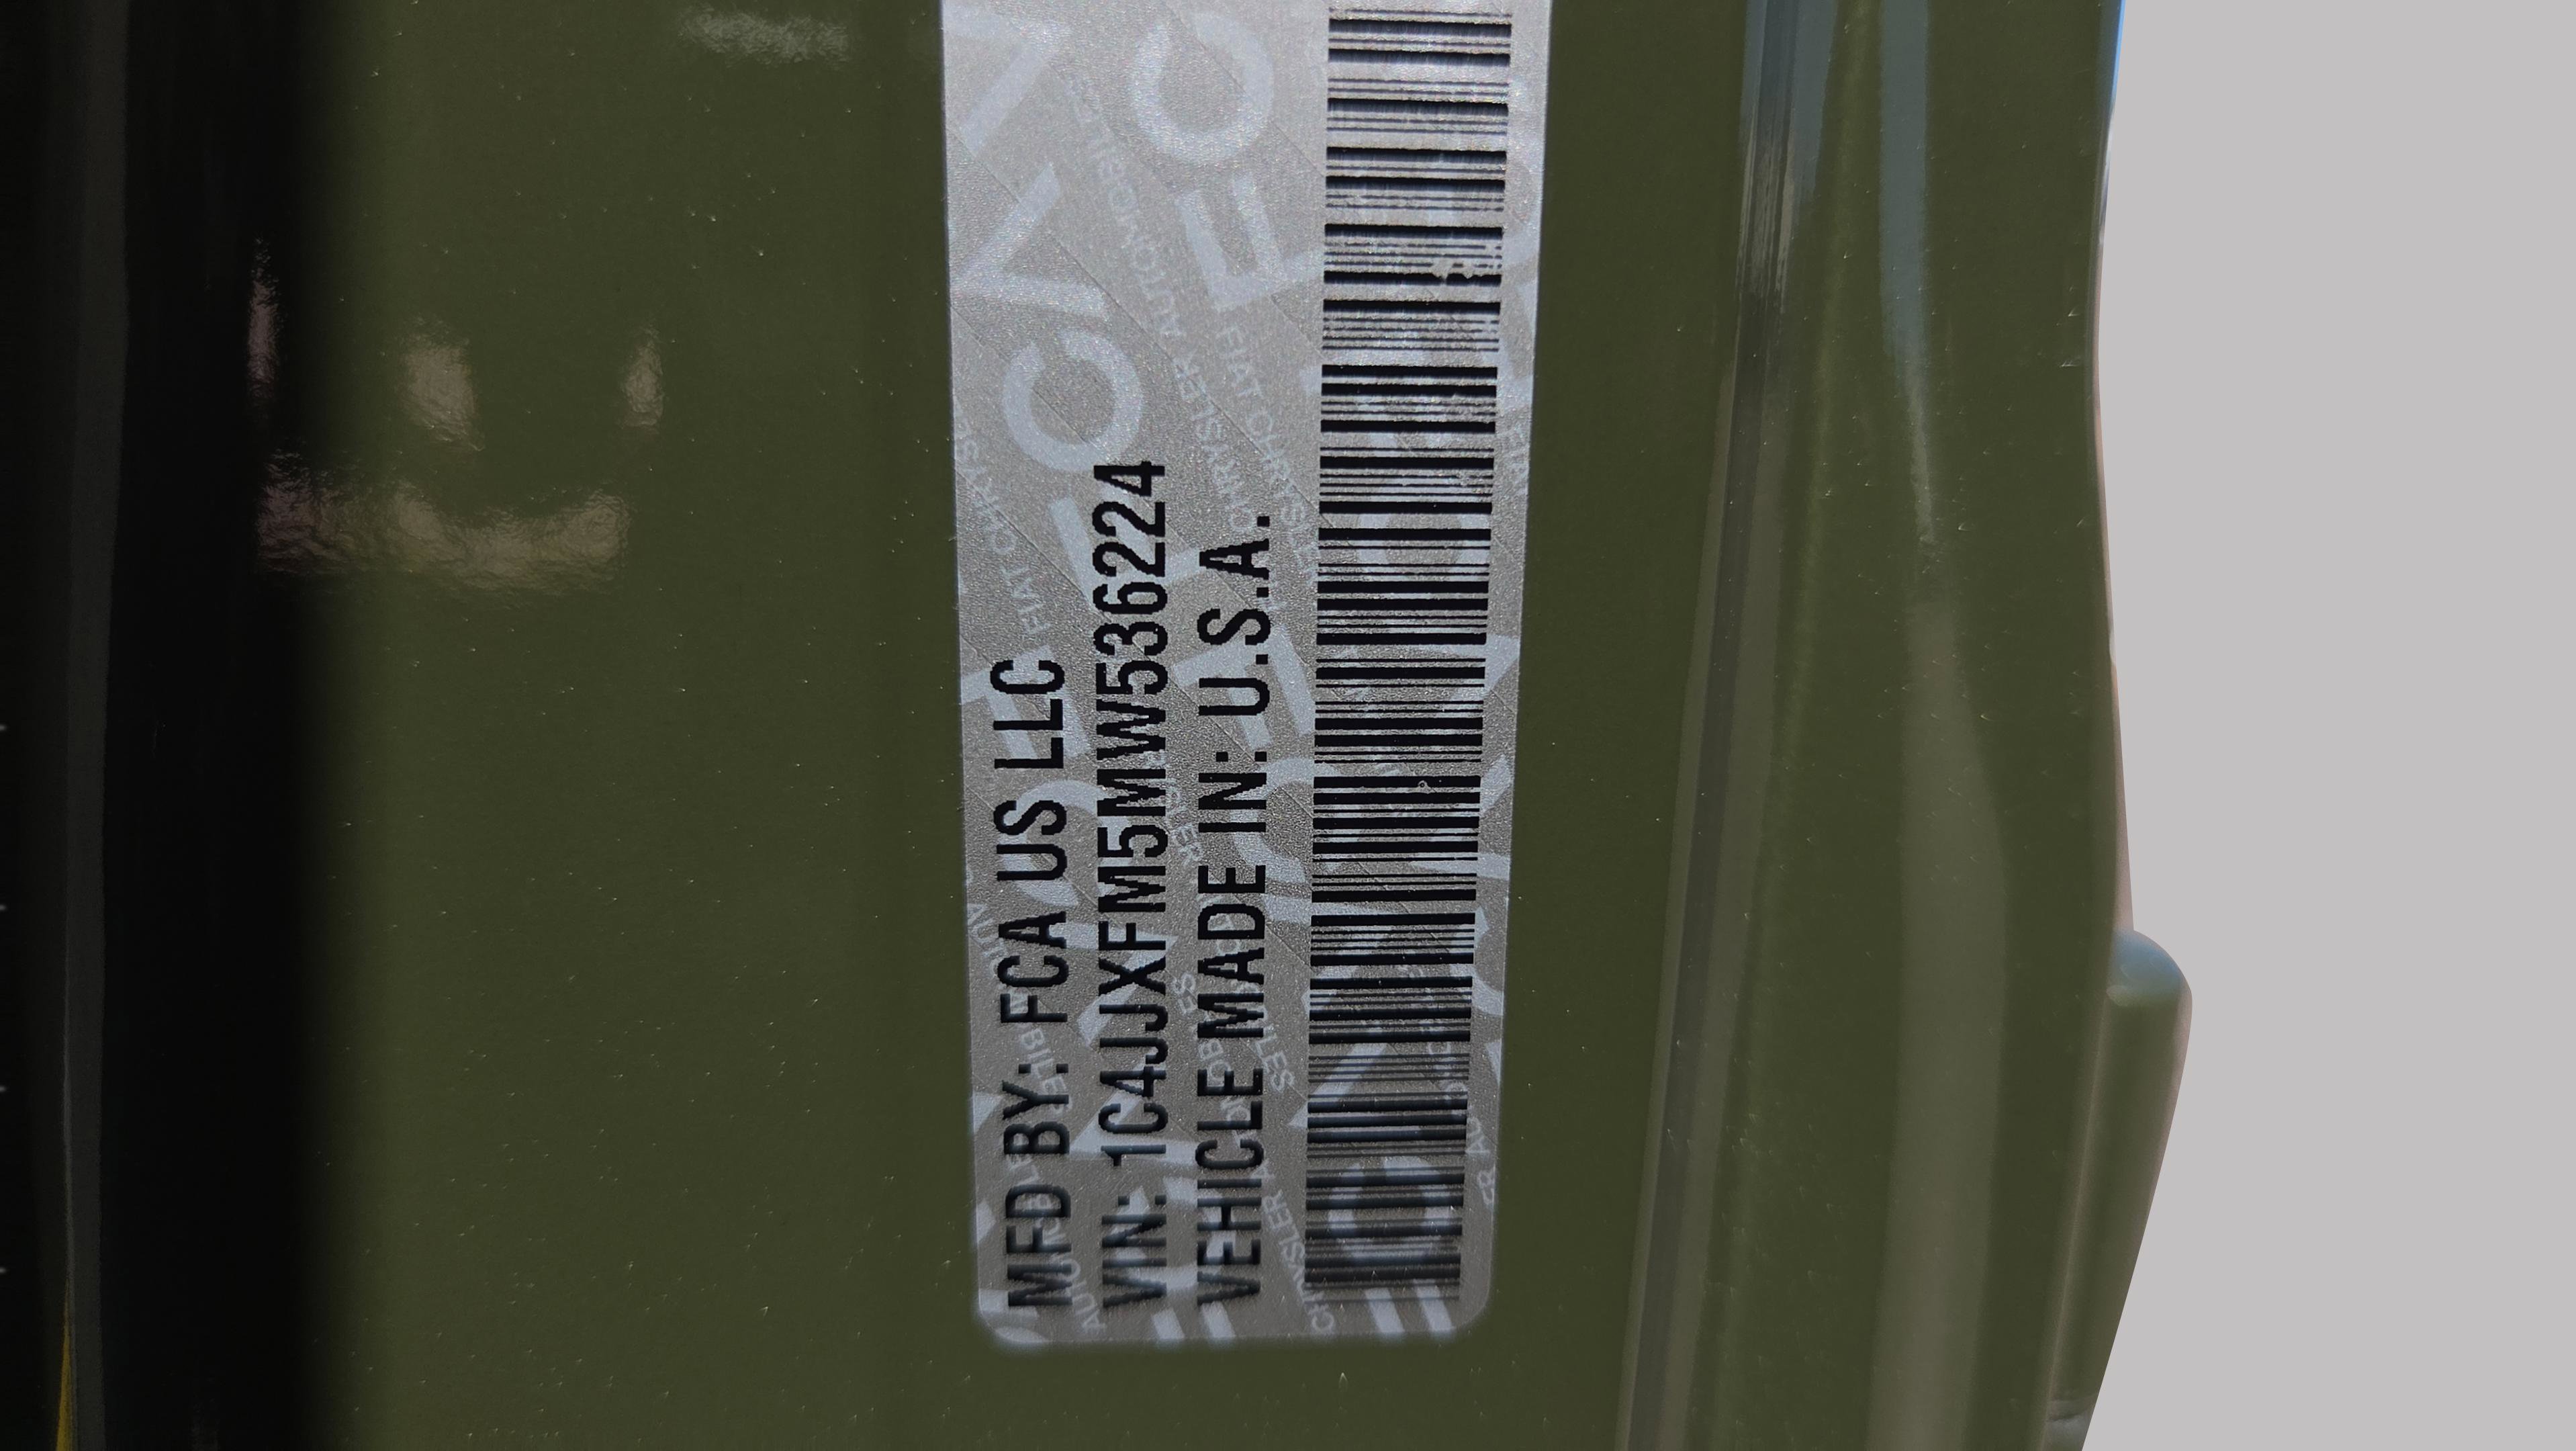 MFD BY: FCA US LLC
VIN: 1C4JJXFM5MW536224
VEHICLE MADE IN: U.S.A.